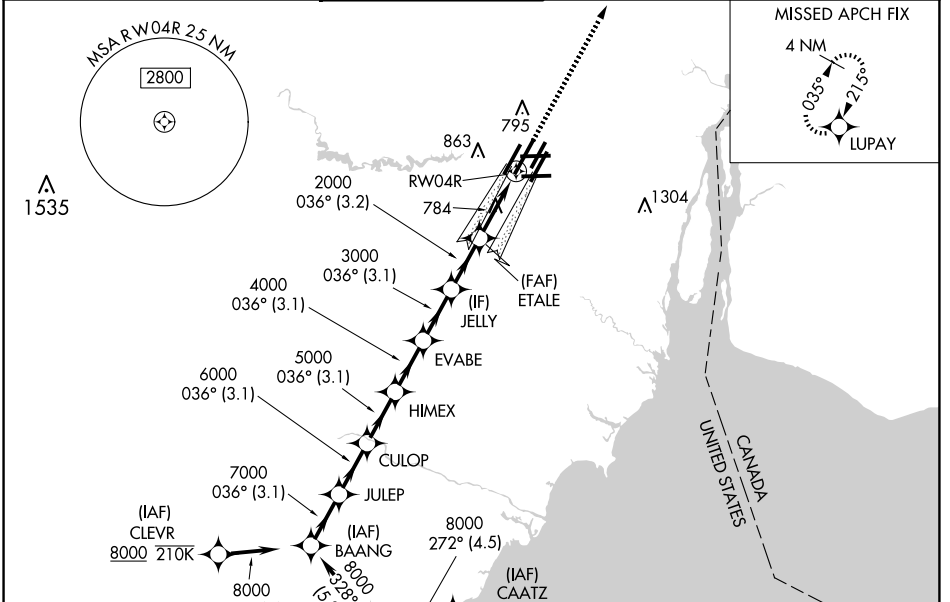 MSA RW04R 25 NM
2800
1535
863
795
RW04R
784
1304
MISSED APCH FIX
4 NM
035°
215°
LUPAY
2000
036° (3.2)
3000
036° (3.1)
(FAF)
ETALE
4000
036° (3.1)
(IF)
JELLY
5000
036° (3.1)
EVABE
6000
036° (3.1)
HIMEX
CULOP
7000
036° (3.1)
JULEP
(IAF)
CLEVR
8000 210K
8000
(IAF)
BAANG
8000
328°
8000
272° (4.5)
(IAF)
CAATZ
CANADA
UNITED STATES